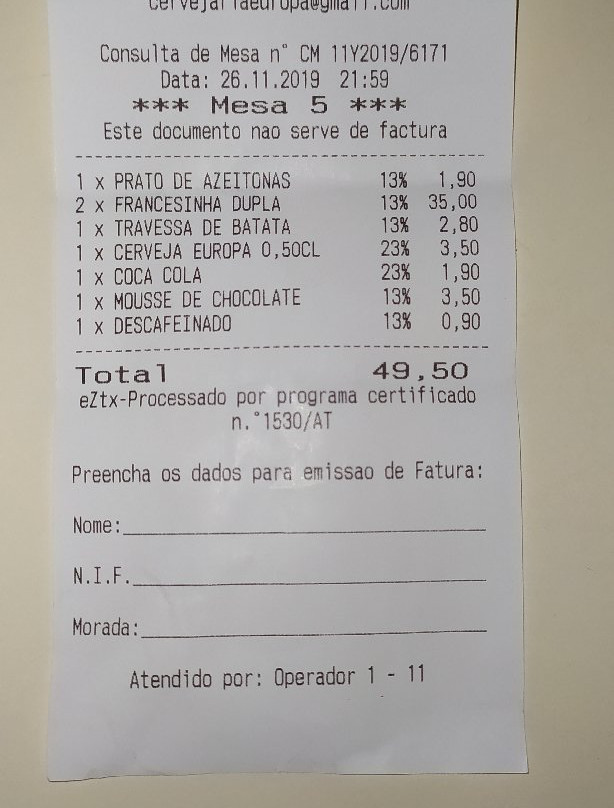 cervejariaeuropa@gmail.com
Consulta de Mesa n° CM 11Y2019/6171
Data: 26.11.2019 21:59
*** Mesa 5 ***
Este documento nao serve de factura
1 x PRATO DE AZEITONAS 13% 1,90
2 x FRANCESINHA DUPLA 13% 35,00
1 x TRAVESSA DE BATATA 13% 2,80
1 x CERVEJA EUROPA 0,50CL 23% 3,50
1 x COCA COLA 23% 1,90
1 x MOUSSE DE CHOCOLATE 13% 3,50
1 x DESCAFEINADO 13% 0,90
Total 49,50
eZtx-Processado por programa certificado
n.°1530/AT
Preencha os dados para emissao de Fatura:
Nome:
N.I.F.
Morada:
Atendido por: Operador 1 - 11